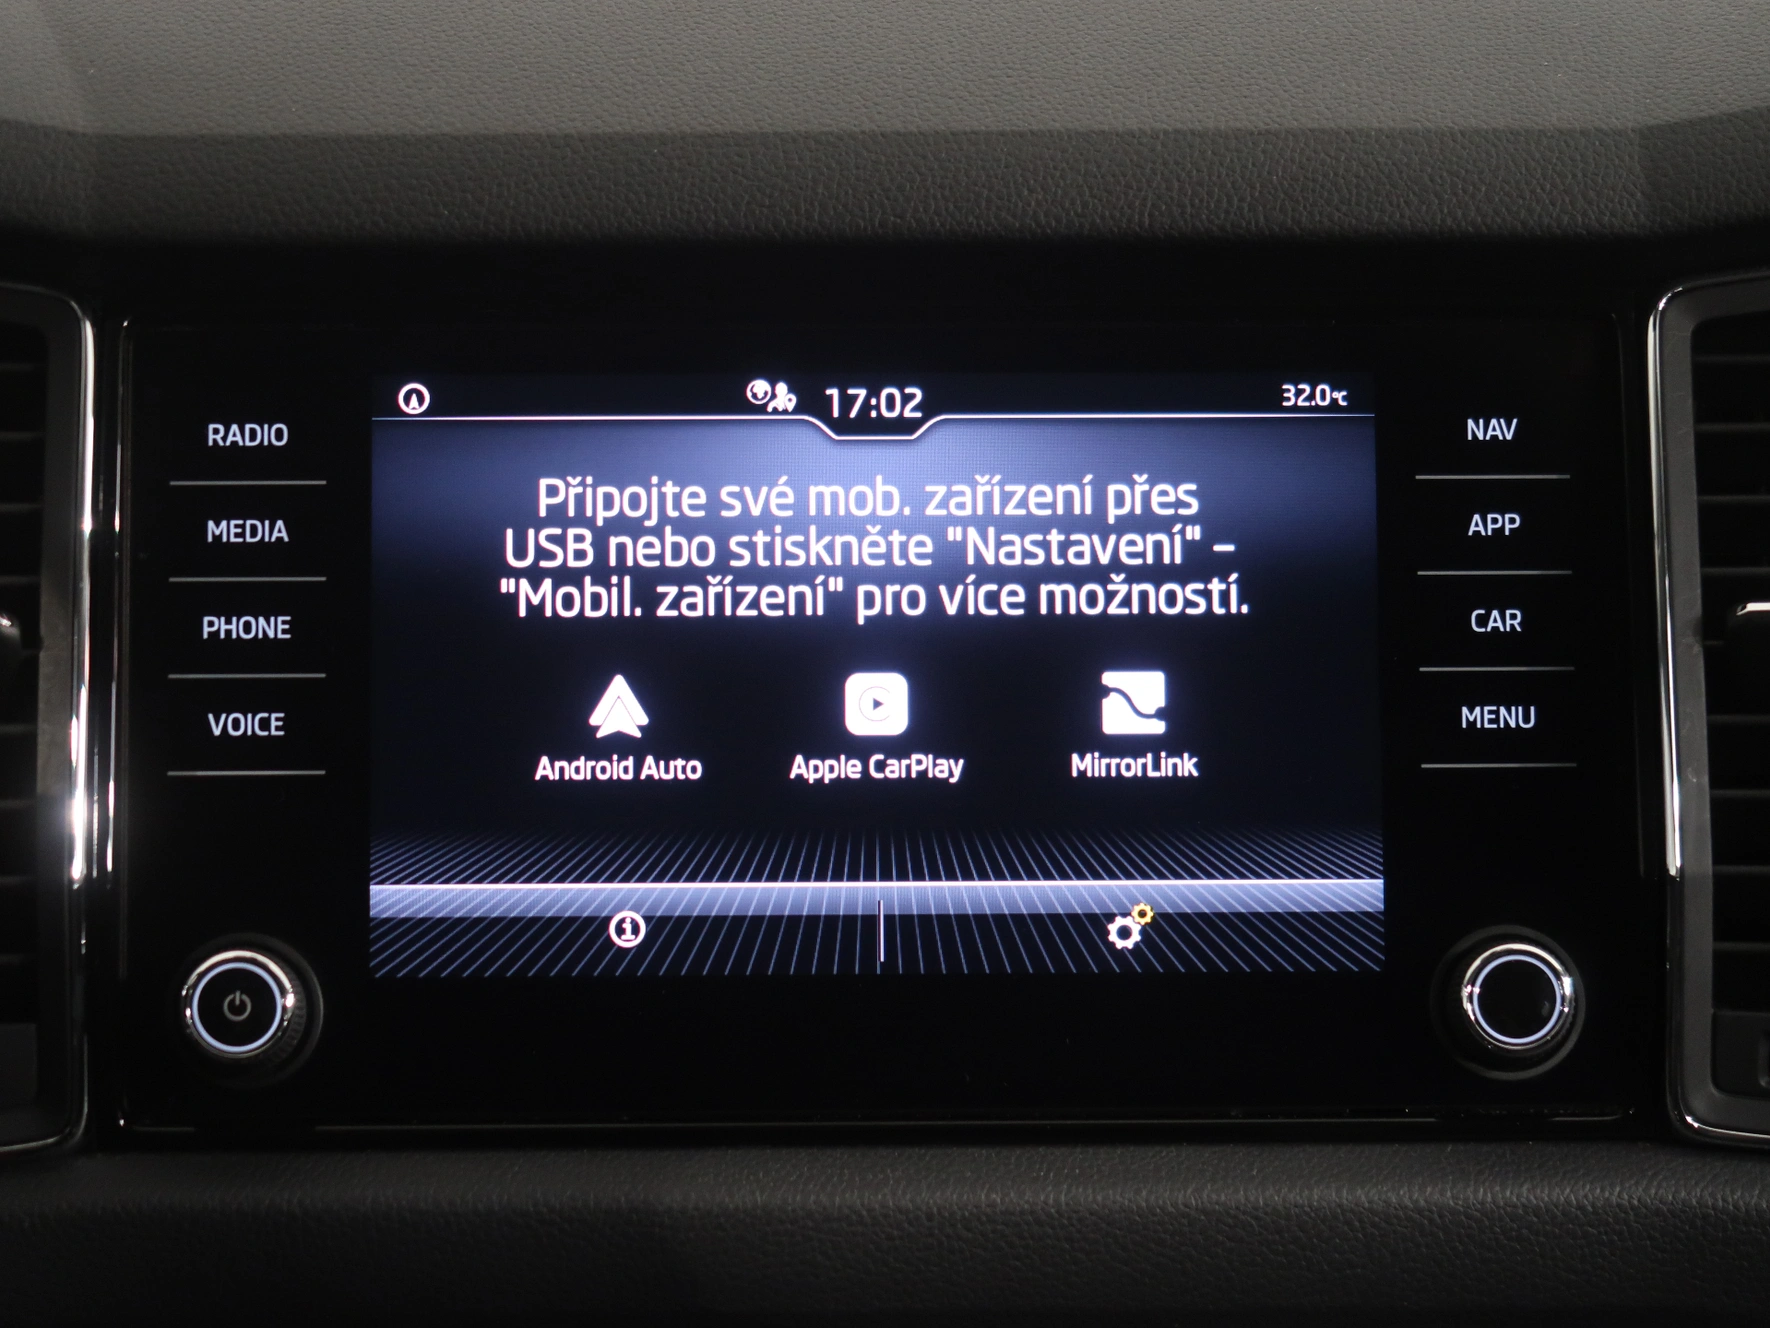 17:02
32.0°C
RADIO
MEDIA
PHONE
VOICE
Připojte své mob. zařízení přes
USB nebo stiskněte "Nastavení" –
"Mobil. zařízení" pro více možností.
Android Auto
Apple CarPlay
MirrorLink
NAV
APP
CAR
MENU